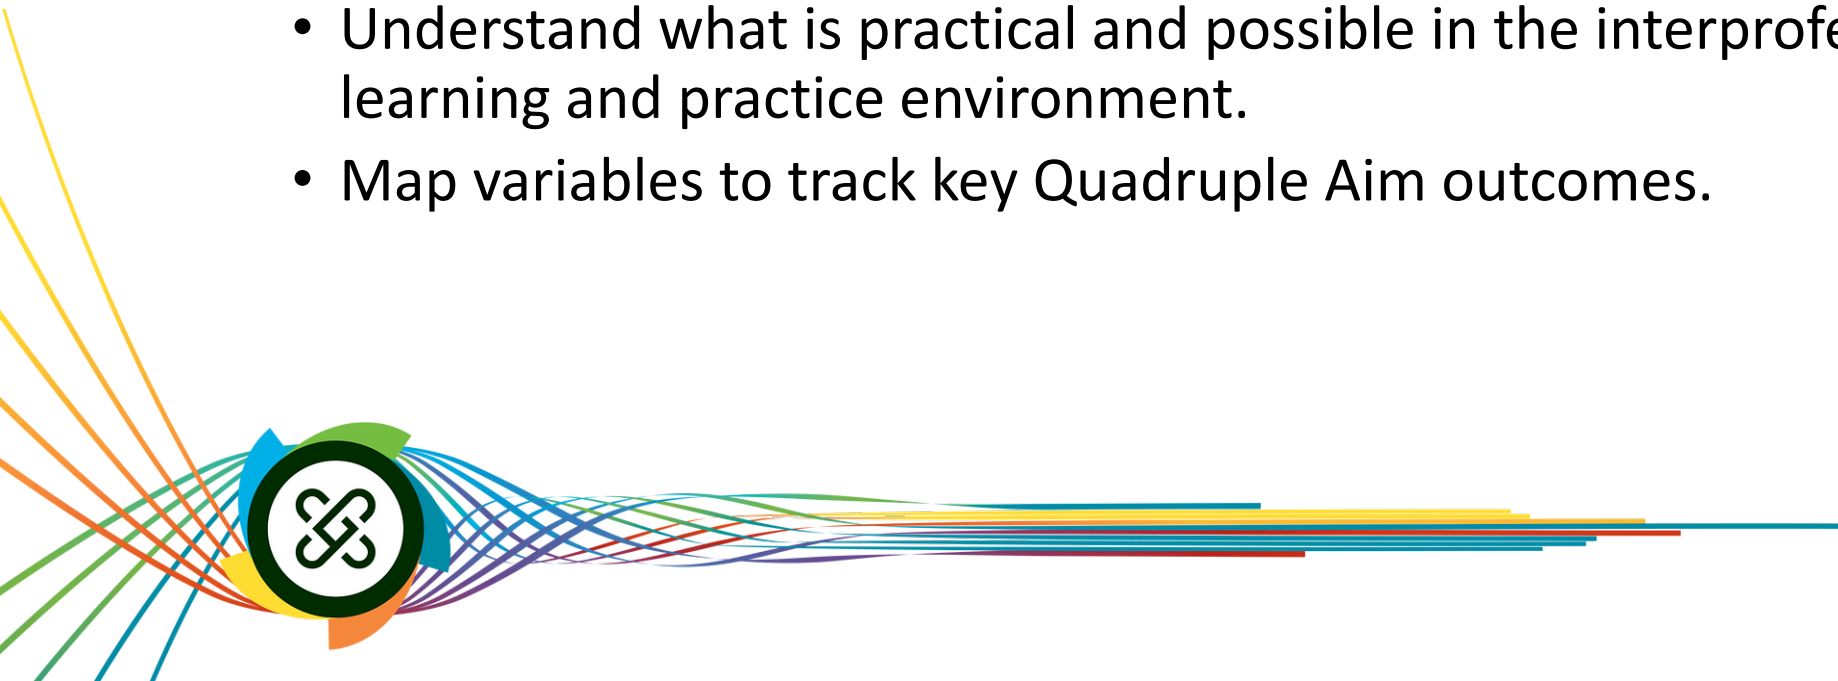 • Understand what is practical and possible in the
learning and practice environment.
• Map variables to track key Quadruple Aim outcomes.